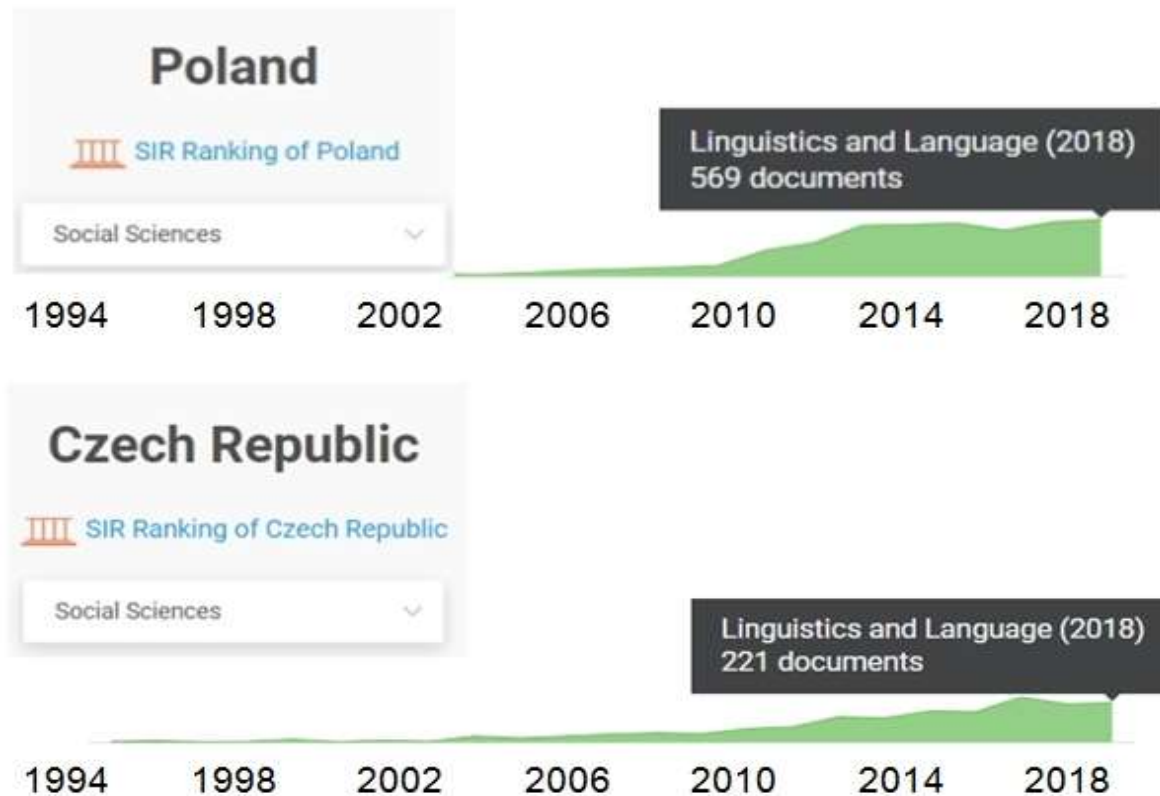 Poland
SIR Ranking of Poland
Social Sciences
Linguistics and Language (2018)
569 documents
1994 1998 2002 2006 2010 2014 2018
Czech Republic
SIR Ranking of Czech Republic
Social Sciences
Linguistics and Language (2018)
221 documents
1994 1998 2002 2006 2010 2014 2018